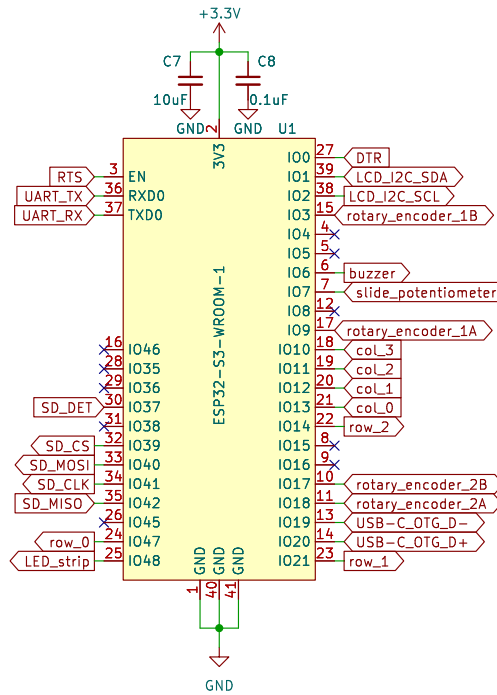 +3.3V
C7
C8
10uF
0.1uF
GND
GND
U1
2
3V3
27
IO0
DTR
RTS
3
EN
39
IO1
LCD_I2C_SDA
UART_TX
36
RXD0
38
IO2
LCD_I2C_SCL
UART_RX
37
TXD0
15
IO3
rotary_encoder_1B
4
IO4
5
IO5
6
IO6
buzzer
7
IO7
slide_potentiometer
12
IO8
17
IO9
rotary_encoder_1A
ESP32-S3-WROOM-1
16
IO46
18
IO10
col_3
28
IO35
19
IO11
col_2
29
IO36
20
IO12
col_1
SD_DET
30
IO37
21
IO13
col_0
31
IO38
22
IO14
row_2
SD_CS
32
IO39
8
IO15
SD_MOSI
33
IO40
9
IO16
SD_CLK
34
IO41
10
IO17
rotary_encoder_2B
SD_MISO
35
IO42
11
IO18
rotary_encoder_2A
26
IO45
13
IO19
USB-C_OTG_D-
row_0
24
IO47
14
IO20
USB-C_OTG_D+
LED_strip
25
IO48
23
IO21
row_1
GND
GND
GND
1
40
41
GND